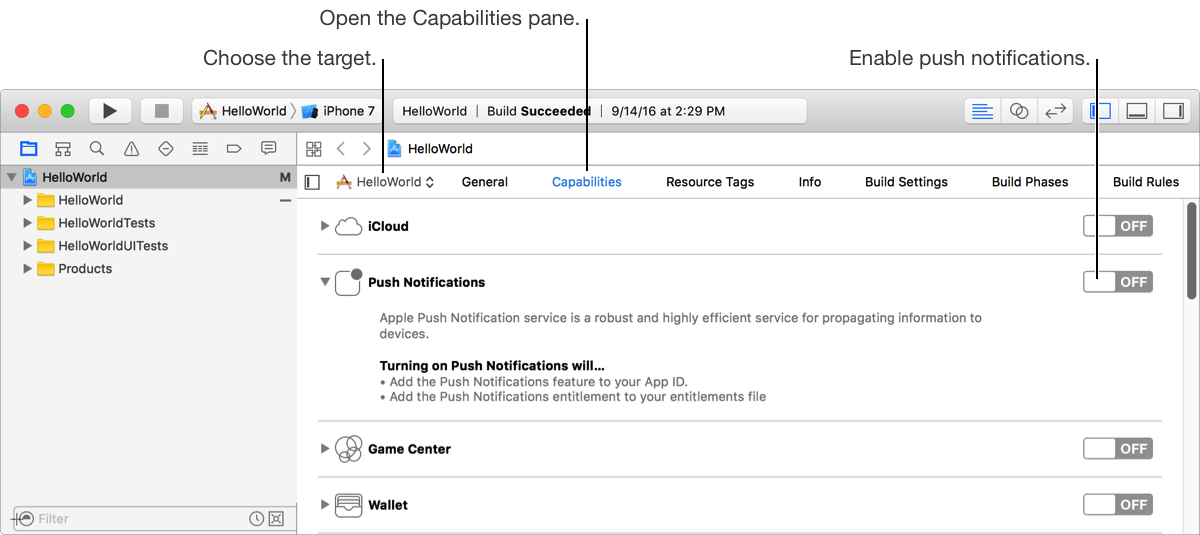 Open the Capabilities pane.
Choose the target.
Enable push notifications.
HelloWorld iPhone 7
HelloWorld | Build Succeeded | 9/14/16 at 2:29 PM
HelloWorld
HelloWorld M
HelloWorld General Capabilities Resource Tags Info Build Settings Build Phases Build Rules
HelloWorld
HelloWorldTests
HelloWorldUITests
Products
iCloud OFF
Push Notifications OFF
Apple Push Notification service is a robust and highly efficient service for propagating information to
devices.
Turning on Push Notifications will...
• Add the Push Notifications feature to your App ID.
• Add the Push Notifications entitlement to your entitlements file
Game Center OFF
Wallet OFF
Filter